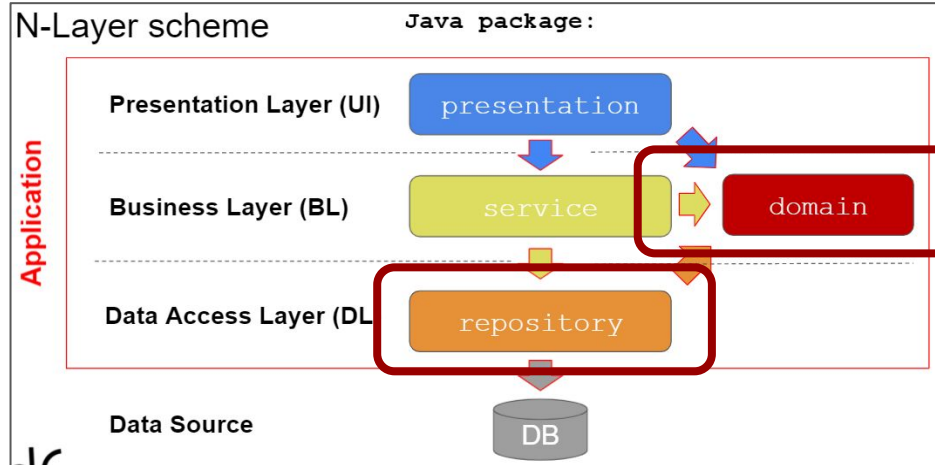 N-Layer scheme
Java package:
Application
Presentation Layer (UI)
presentation
Business Layer (BL)
service
domain
Data Access Layer (DL
repository
Data Source
DB